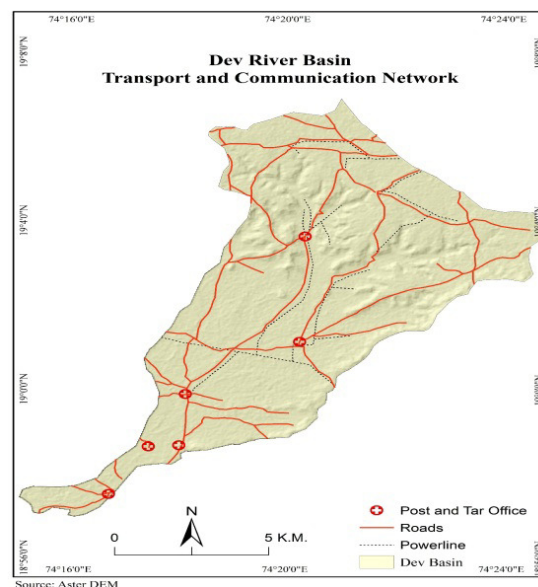 74°16'0"E 74°20'0"E 74°24'0"E
19°8'0"N
Dev River Basin
Transport and Communication Network
19°4'0"N
19°0'0"N
18°56'0"N
N
0 5 K.M.
Post and Tar Office
Roads
Powerline
Dev Basin
74°16'0"E 74°20'0"E 74°24'0"E
Source: Aster DEM